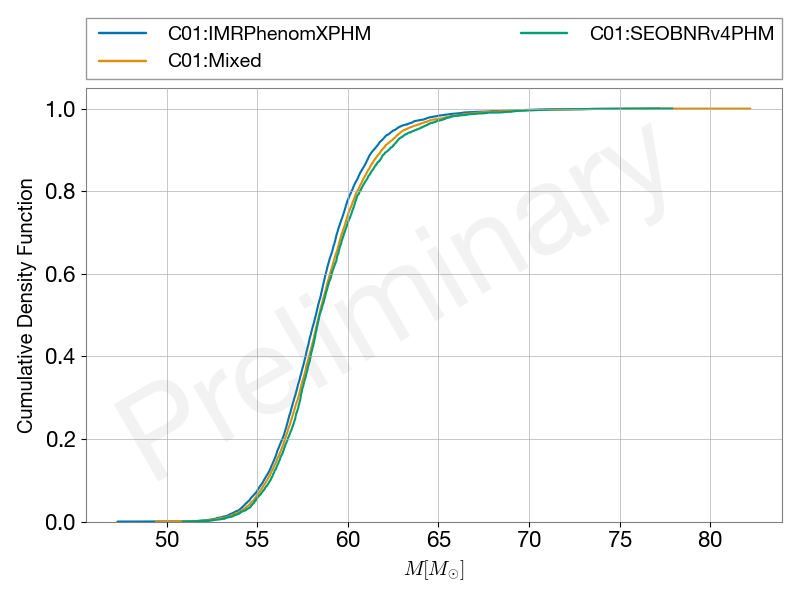 C01:IMRPhenomXPHM
C01:Mixed
C01:SEOBNRv4PHM
1.0
0.8
0.6
0.4
0.2
0.0
Cumulative Density Function
Preliminary
50 55 60 65 70 75 80
M[M⊙]